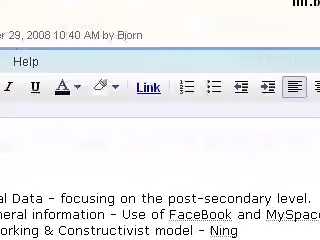 er 29, 2008 10:40 AM by Bjorn
Help
I U A Link
al Data - focusing on the post-secondary level.
neral information - Use of FaceBook and MySpace
orking & Constructivist model - Ning